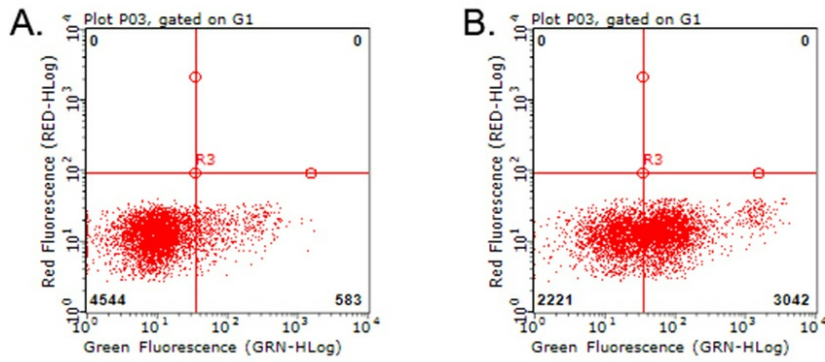 A.
Plot P03, gated on G1
0 0
10^4
10^3
10^2
10^1
10^0
Red Fluorescence (RED-HLog)
R3
4544 583
10^0 10^1 10^2 10^3 10^4
Green Fluorescence (GRN-HLog)
B.
Plot P03, gated on G1
0 0
10^4
10^3
10^2
10^1
10^0
Red Fluorescence (RED-HLog)
R3
2221 3042
10^0 10^1 10^2 10^3 10^4
Green Fluorescence (GRN-HLog)